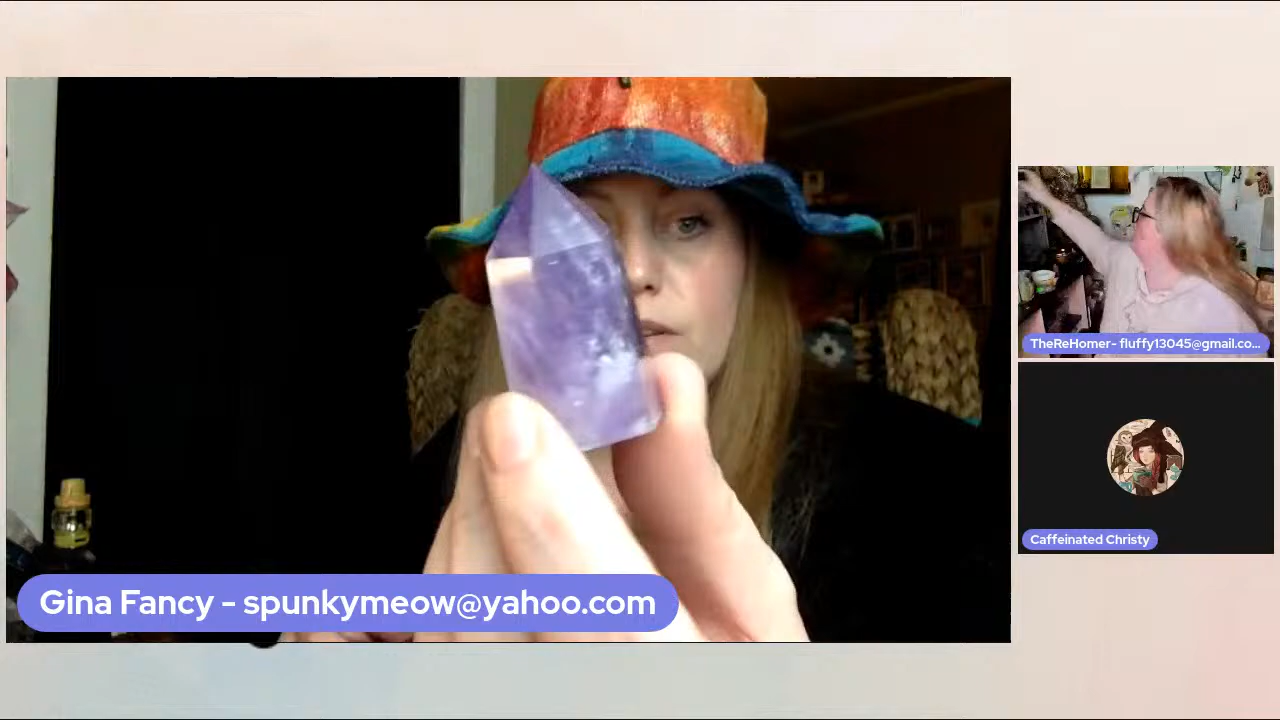 Gina Fancy - spunkymeow@yahoo.com
TheReHomer- fluffy13045@gmail.co...
Caffeinated Christy